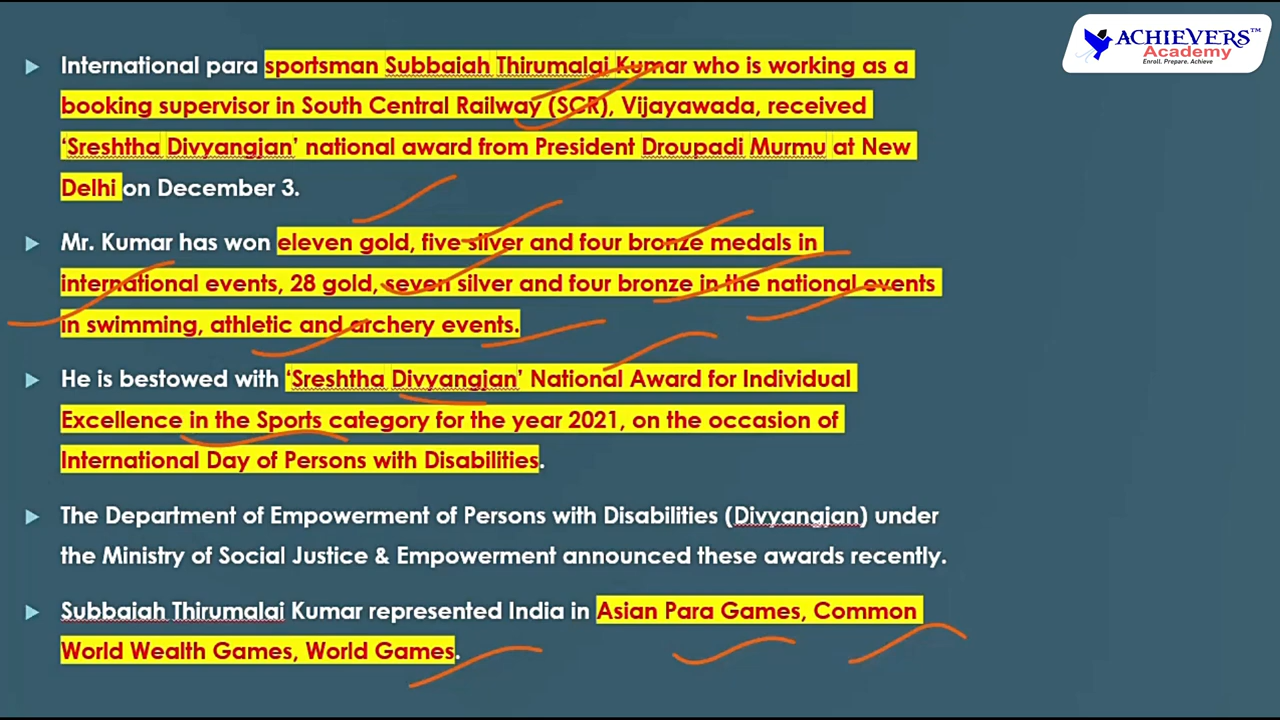 ACHIEVERS™
Academy
Enroll. Prepare. Achieve
International para sportsman Subbaiah Thirumalai Kumar who is working as a
booking supervisor in South Central Railway (SCR), Vijayawada, received
‘Sreshtha Divyangjan’ national award from President Droupadi Murmu at New
Delhi on December 3.
Mr. Kumar has won eleven gold, five silver and four bronze medals in
international events, 28 gold, seven silver and four bronze in the national events
in swimming, athletic and archery events.
He is bestowed with ‘Sreshtha Divyangjan’ National Award for Individual
Excellence in the Sports category for the year 2021, on the occasion of
International Day of Persons with Disabilities.
The Department of Empowerment of Persons with Disabilities (Divyangjan) under
the Ministry of Social Justice & Empowerment announced these awards recently.
Subbaiah Thirumalai Kumar represented India in Asian Para Games, Common
World Wealth Games, World Games.